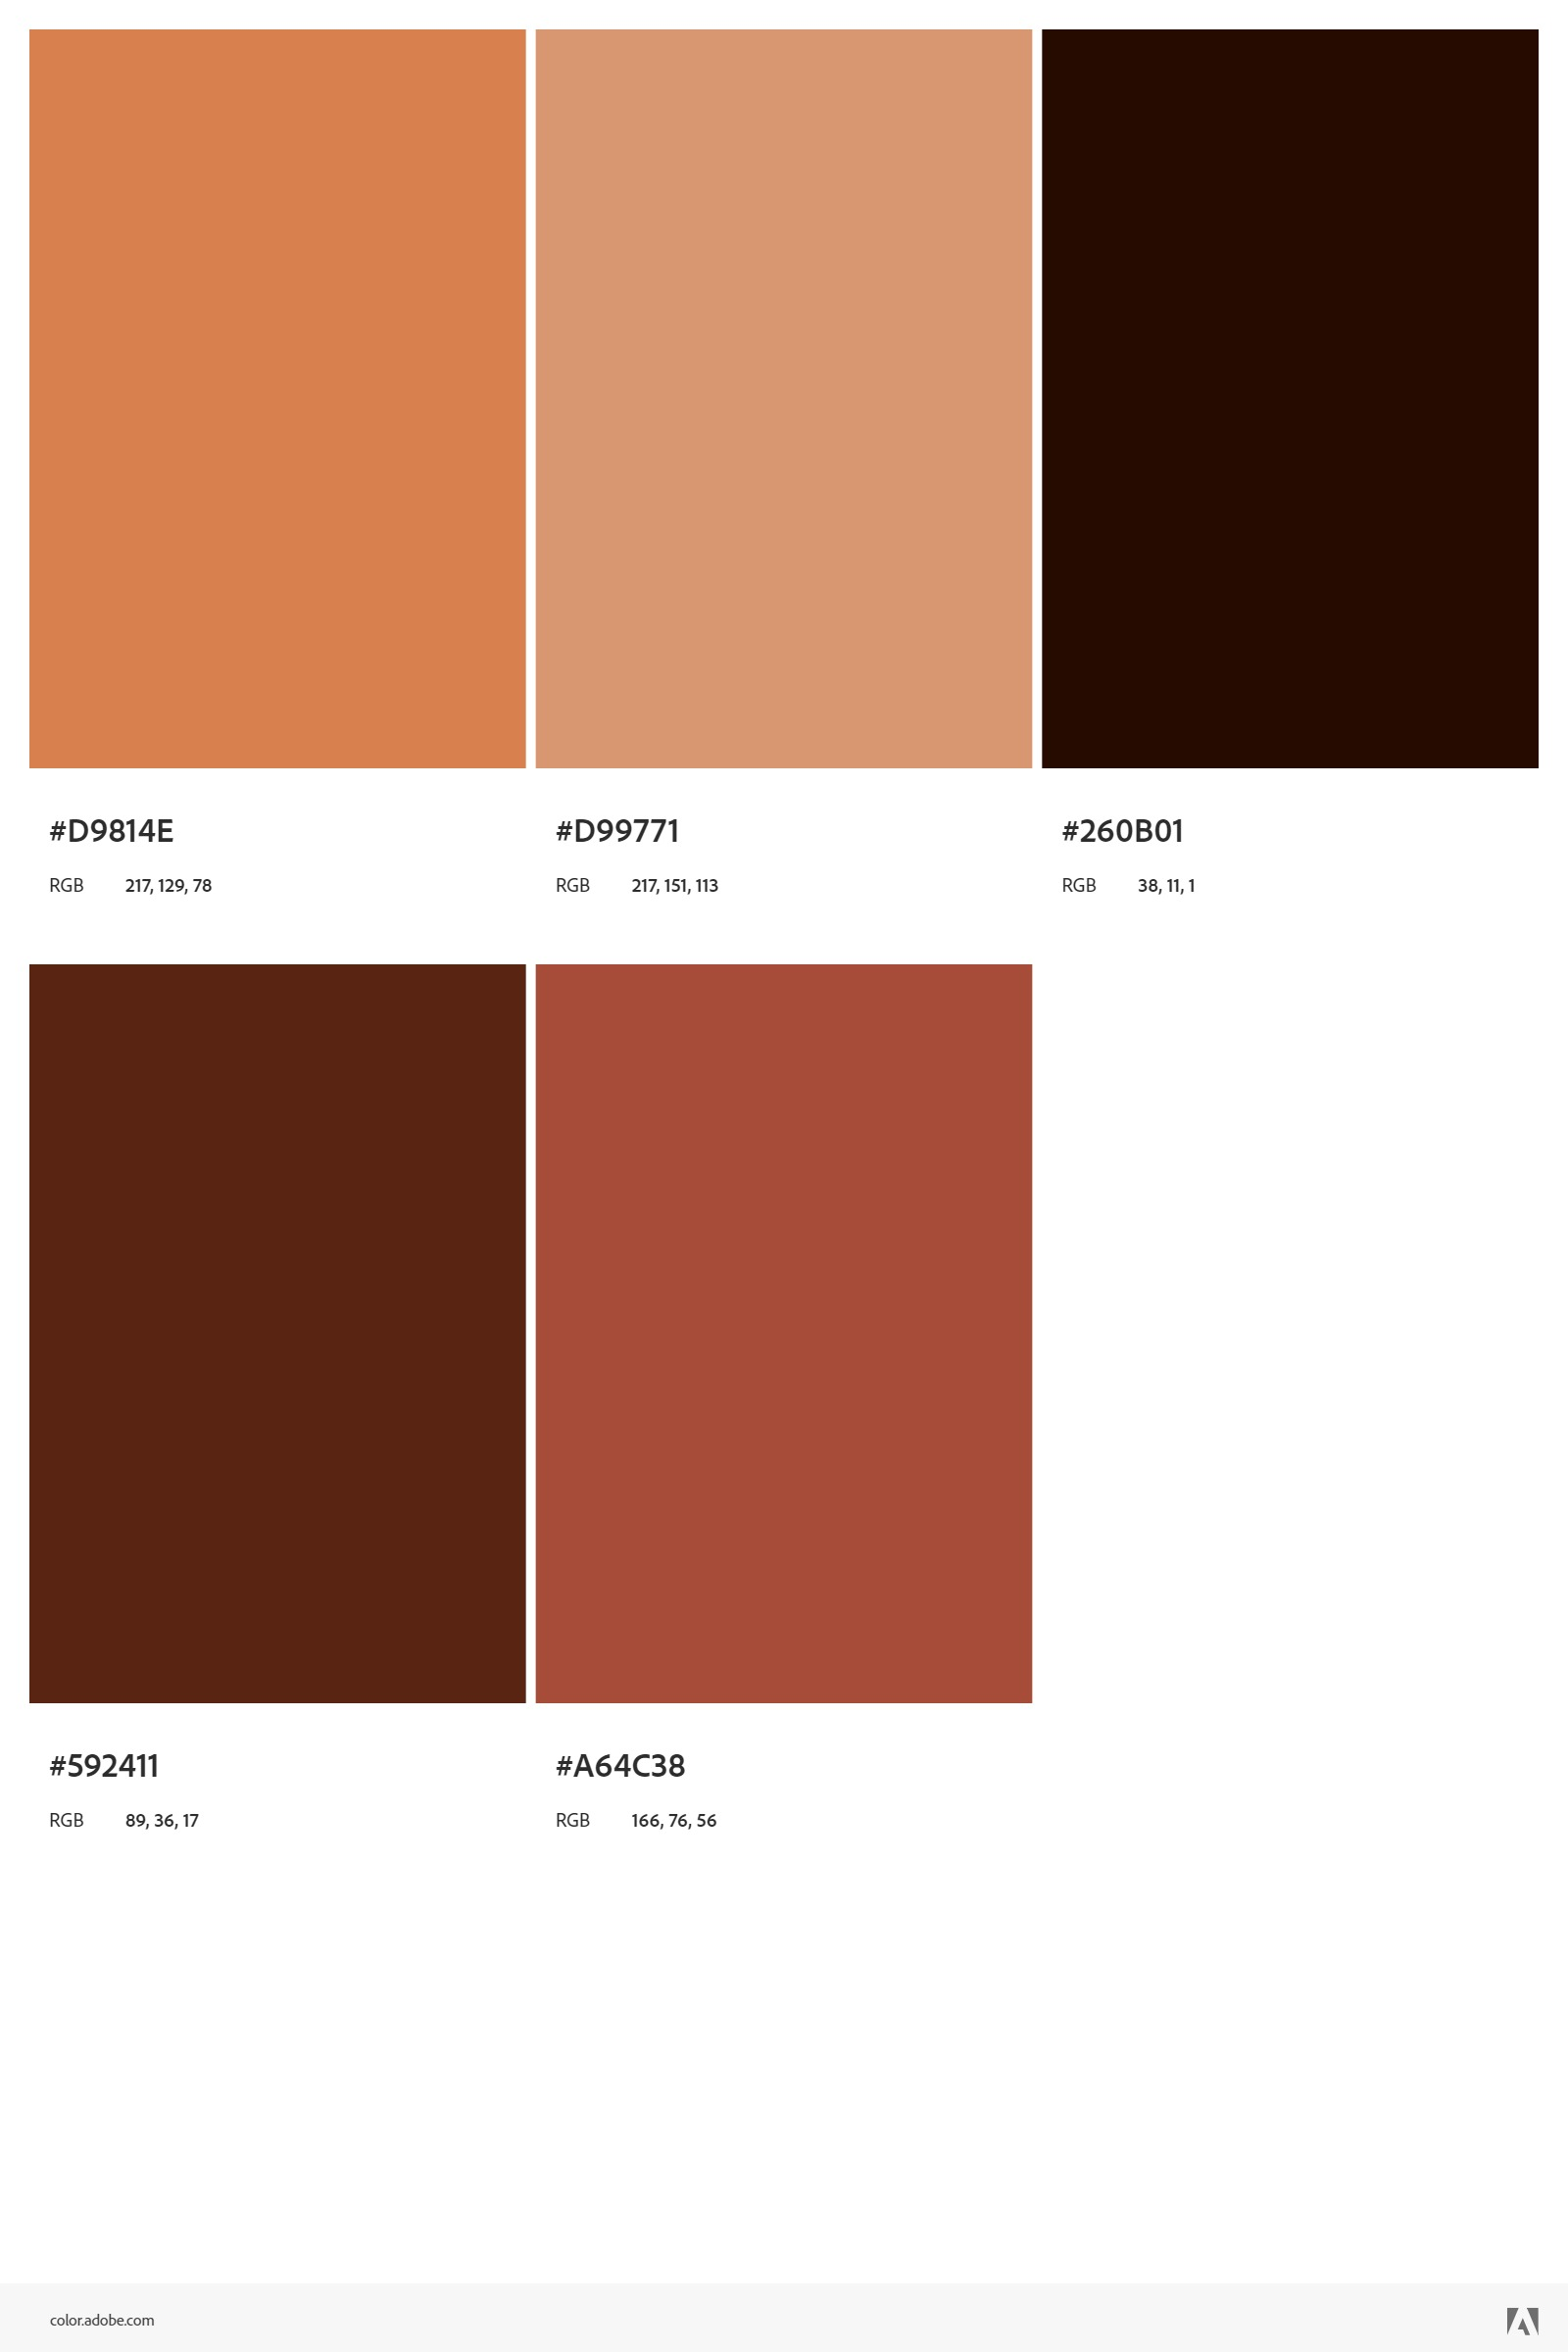 #D9814E
RGB 217, 129, 78
#D99771
RGB 217, 151, 113
#260B01
RGB 38, 11, 1
#592411
RGB 89, 36, 17
#A64C38
RGB 166, 76, 56
color.adobe.com